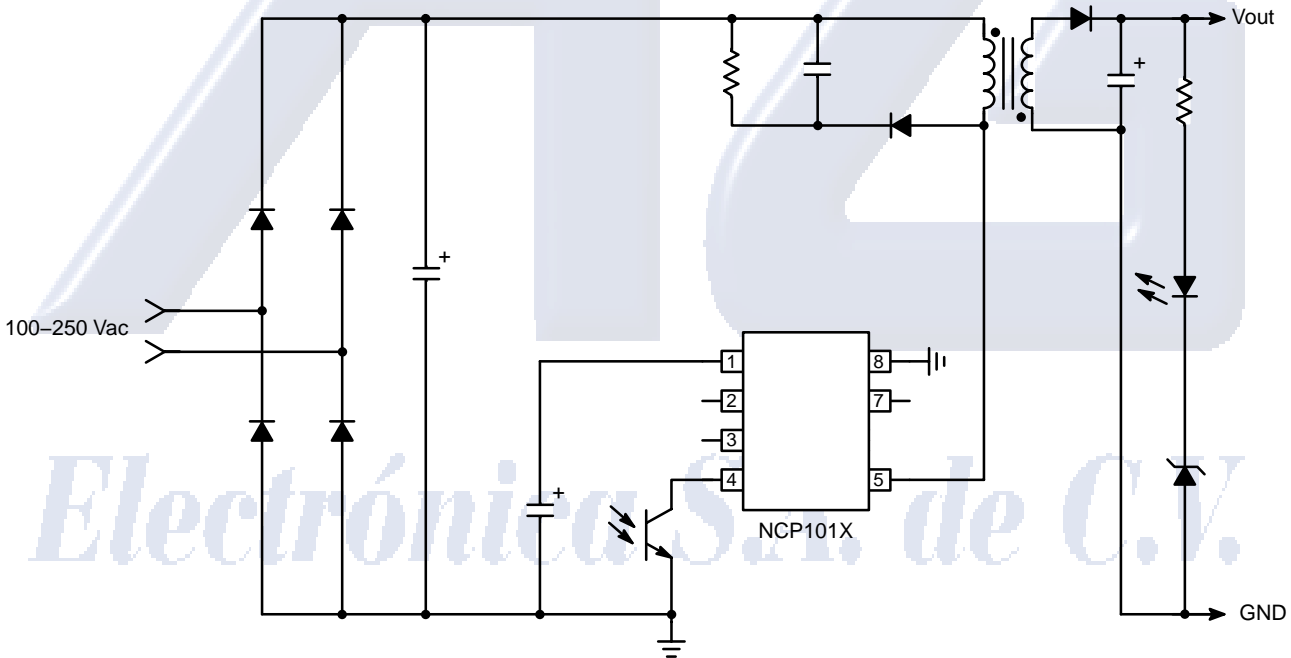 Vout
+
+
100–250 Vac
1
8
2
7
3
4
5
+
NCP101X
GND
Electrónica S.A. de C.V.